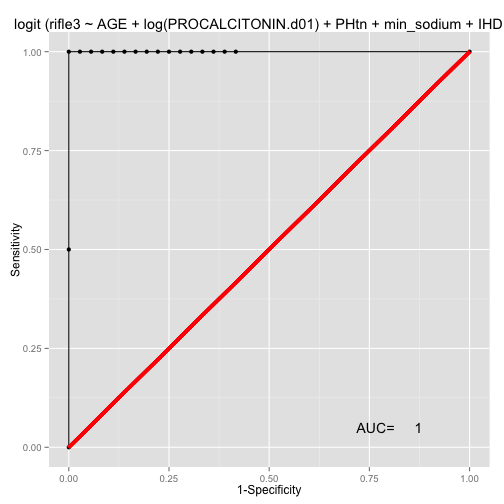 logit (rifle3 ~ AGE + log(PROCALCITONIN.d01) + PHtn + min_sodium + IHD
1.00
0.75
0.50
0.25
0.00
Sensitivity
AUC= 1
0.00 0.25 0.50 0.75 1.00
1-Specificity